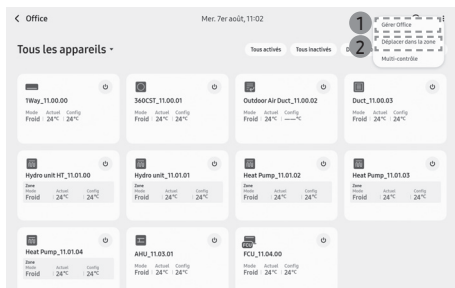 Office
Mer. 7er août, 11:02
1
Gérer Office
2
Déplacer dans la zone
Multi-contrôle
Tous les appareils
Tous activés
Tous inactivés
1Way_11.00.00
Mode Actuel Config
Froid 24°C 24°C
360CST_11.00.01
Mode Actuel Config
Froid 24°C 24°C
Outdoor Air Duct_11.00.02
Mode Actuel Config
Froid 24°C ——°C
Duct_11.00.03
Mode Actuel Config
Froid 24°C 24°C
Hydro unit HT_11.01.00
Zone
Mode Actuel Config
Froid 24°C 24°C
Hydro unit_11.01.01
Zone
Mode Actuel Config
Froid 24°C 24°C
Heat Pump_11.01.02
Zone
Mode Actuel Config
Froid 24°C 24°C
Heat Pump_11.01.03
Zone
Mode Actuel Config
Froid 24°C 24°C
Heat Pump_11.01.04
Zone
Mode Actuel Config
Froid 24°C 24°C
AHU_11.03.01
Mode Actuel Config
Froid 24°C 24°C
FCU
FCU_11.04.00
Mode Actuel Config
Froid 24°C 24°C